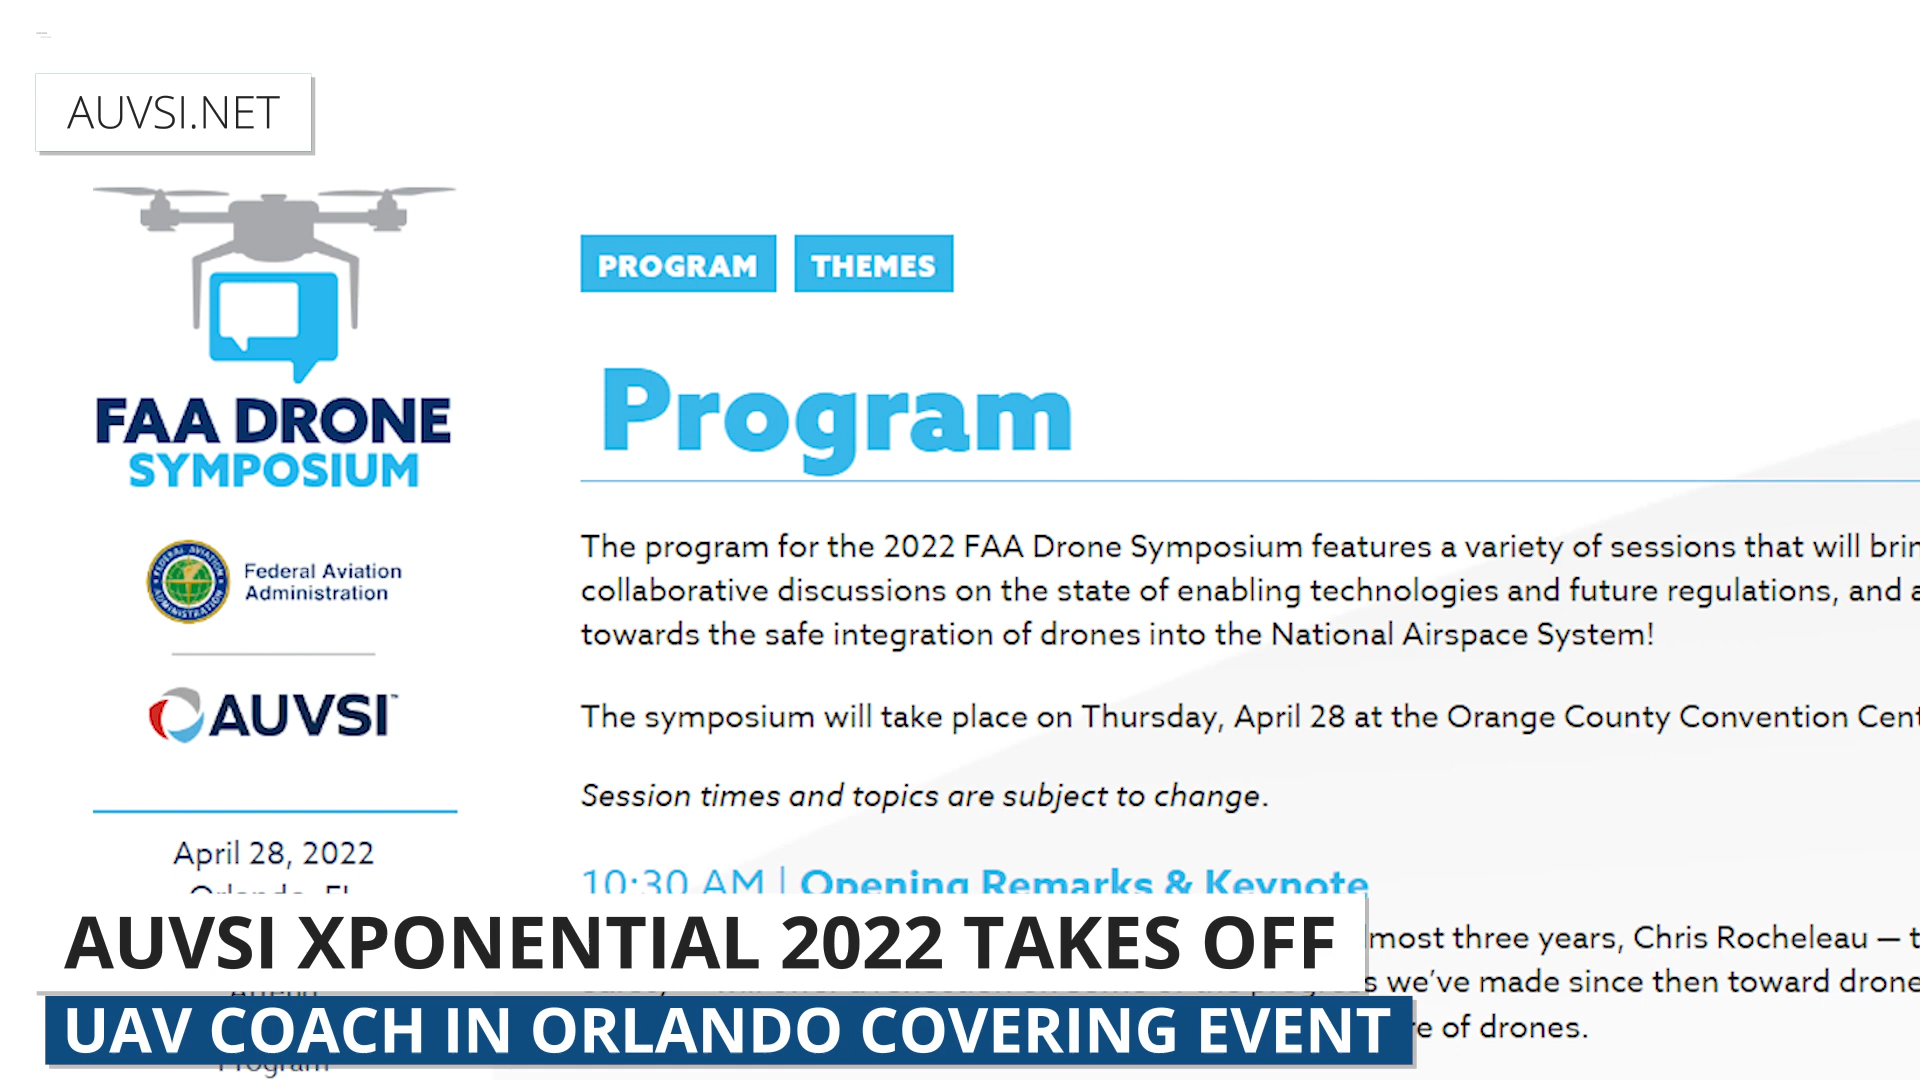 AUVSI.NET
FAA DRONE
SYMPOSIUM
Federal Aviation
Administration
AUVSI™
April 28, 2022
PROGRAM THEMES
Program
The program for the 2022 FAA Drone Symposium features a variety of sessions that will
collaborative discussions on the state of enabling technologies and future regulations, and
towards the safe integration of drones into the National Airspace System!
The symposium will take place on Thursday, April 28 at the Orange County Convention
Session times and topics are subject to change.
10:30 AM | Opening Remarks & Keynote
most three years, Chris Rocheleau —
we’ve made since then toward drone
of drones.
AUVSI XPONENTIAL 2022 TAKES OFF
UAV COACH IN ORLANDO COVERING EVENT